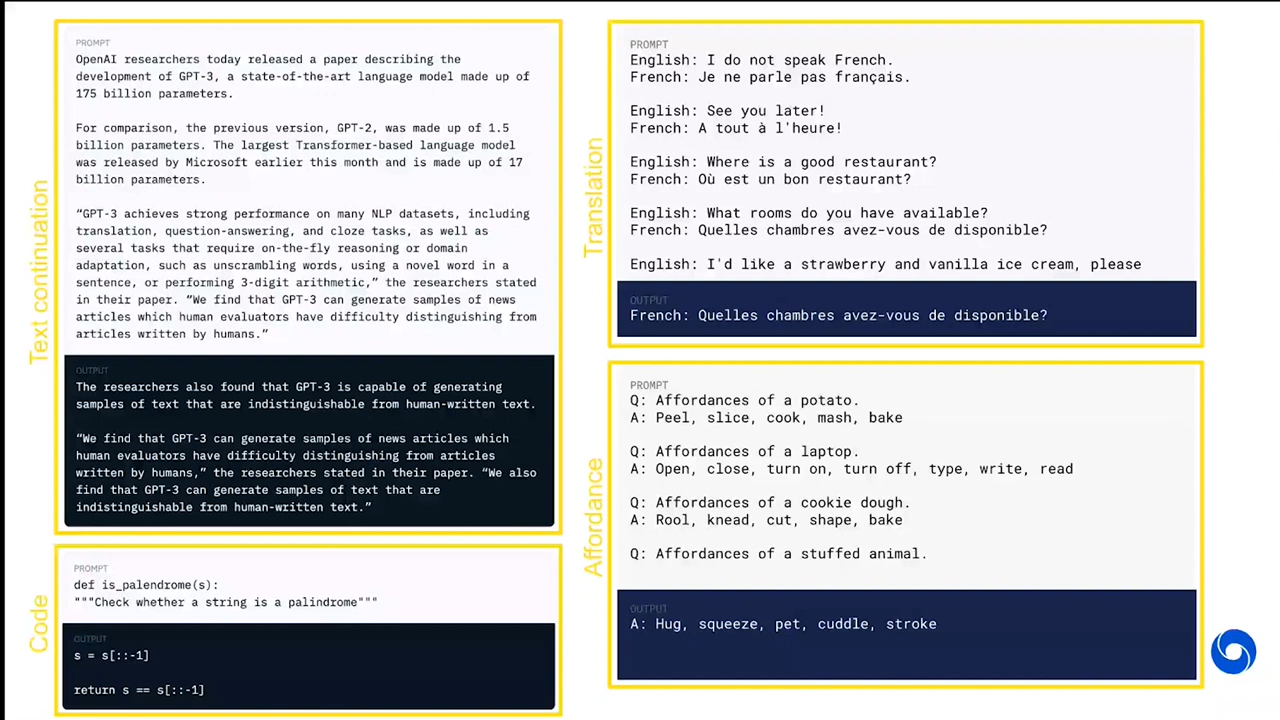 Text continuation
PROMPT
OpenAI researchers today released a paper describing the
development of GPT-3, a state-of-the-art language model made up of
175 billion parameters.
For comparison, the previous version, GPT-2, was made up of 1.5
billion parameters. The largest Transformer-based language model
was released by Microsoft earlier this month and is made up of 17
billion parameters.
“GPT-3 achieves strong performance on many NLP datasets, including
translation, question-answering, and cloze tasks, as well as
several tasks that require on-the-fly reasoning or domain
adaptation, such as unscrambling words, using a novel word in a
sentence, or performing 3-digit arithmetic,” the researchers stated
in their paper. “We find that GPT-3 can generate samples of news
articles which human evaluators have difficulty distinguishing from
articles written by humans.”
OUTPUT
The researchers also found that GPT-3 is capable of generating
samples of text that are indistinguishable from human-written text.
“We find that GPT-3 can generate samples of news articles which
human evaluators have difficulty distinguishing from articles
written by humans,” the researchers stated in their paper. “We also
find that GPT-3 can generate samples of text that are
indistinguishable from human-written text.”
Code
PROMPT
def is_palendrome(s):
"""Check whether a string is a palindrome"""
OUTPUT
s = s[::-1]
return s == s[::-1]
Translation
PROMPT
English: I do not speak French.
French: Je ne parle pas français.
English: See you later!
French: A tout à l'heure!
English: Where is a good restaurant?
French: Où est un bon restaurant?
English: What rooms do you have available?
French: Quelles chambres avez-vous de disponible?
English: I'd like a strawberry and vanilla ice cream, please
OUTPUT
French: Quelles chambres avez-vous de disponible?
Affordance
PROMPT
Q: Affordances of a potato.
A: Peel, slice, cook, mash, bake
Q: Affordances of a laptop.
A: Open, close, turn on, turn off, type, write, read
Q: Affordances of a cookie dough.
A: Rool, knead, cut, shape, bake
Q: Affordances of a stuffed animal.
OUTPUT
A: Hug, squeeze, pet, cuddle, stroke